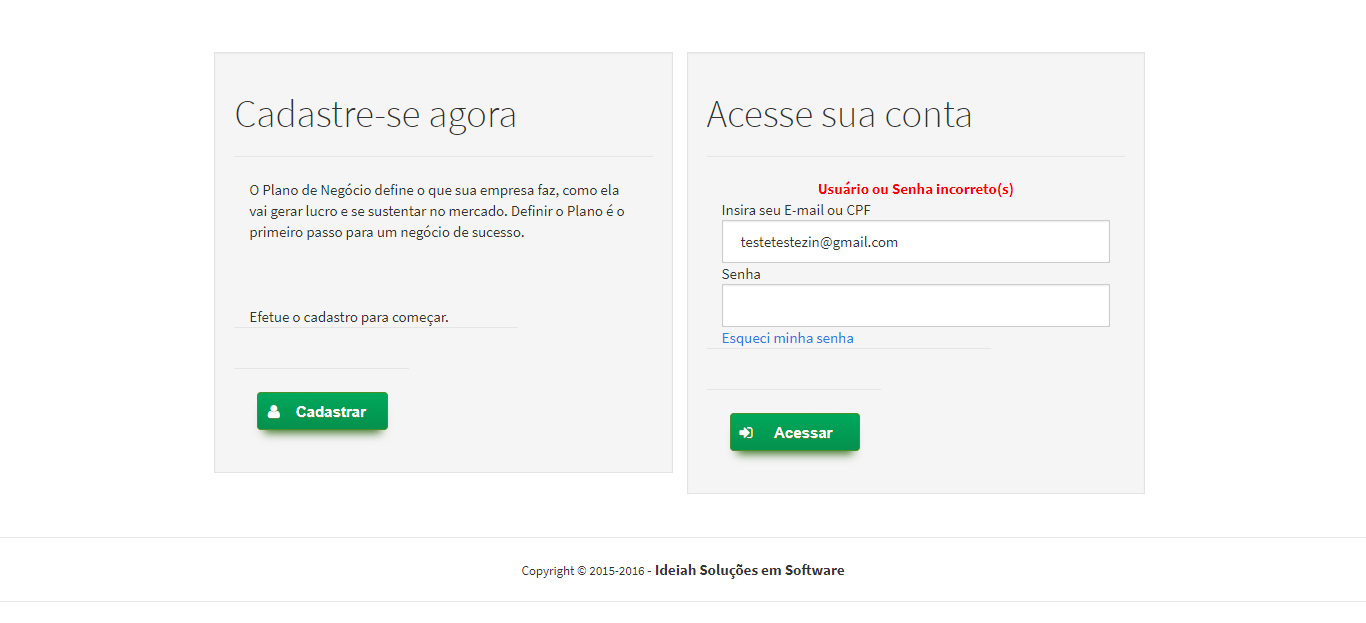 Cadastre-se agora
O Plano de Negócio define o que sua empresa faz, como ela
vai gerar lucro e se sustentar no mercado. Definir o Plano é o
primeiro passo para um negócio de sucesso.
Efetue o cadastro para começar.
Cadastrar
Acesse sua conta
Usuário ou Senha incorreto(s)
Insira seu E-mail ou CPF
testetestezin@gmail.com
Senha
Esqueci minha senha
Acessar
Copyright © 2015-2016 - Ideiah Soluções em Software